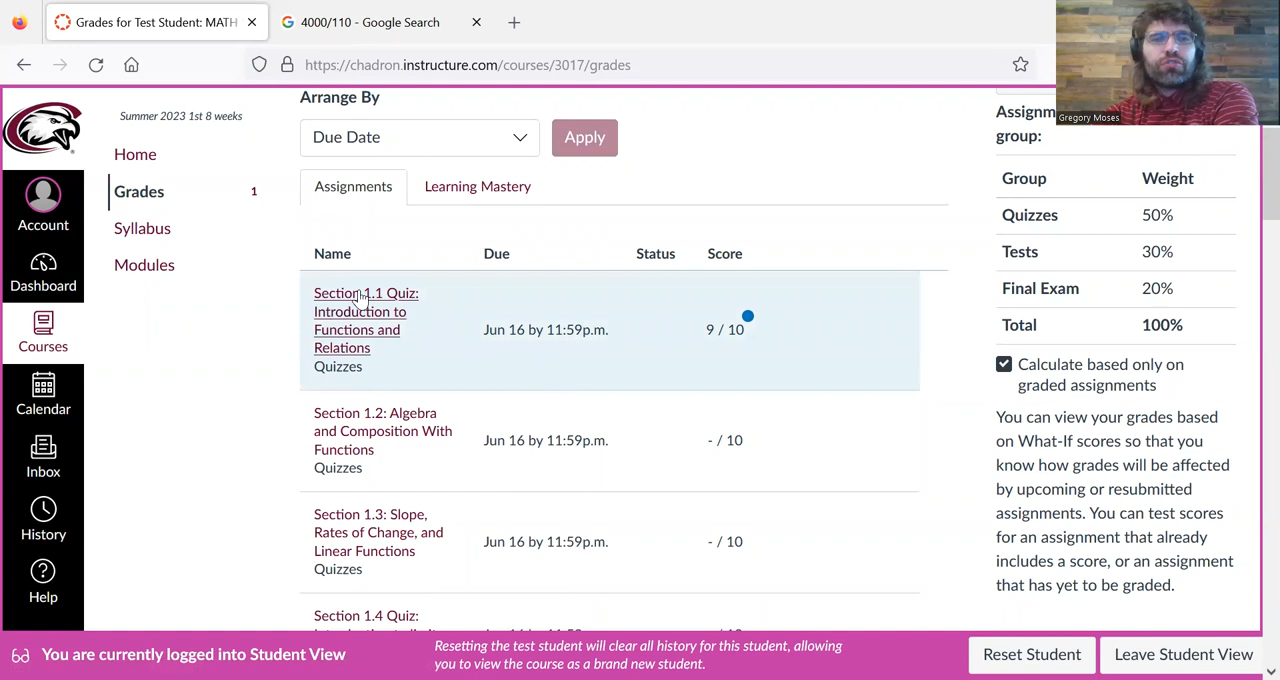 Grades for Test Student: MATH
4000/110 - Google Search
https://chadron.instructure.com/courses/3017/grades
Gregory Moses
Account
Dashboard
Courses
Calendar
Inbox
History
Help
Summer 2023 1st 8 weeks
Home
Grades 1
Syllabus
Modules
Arrange By
Due Date
Apply
Assignments Learning Mastery
Name Due Status Score
Section 1.1 Quiz:
Introduction to
Functions and
Relations
Quizzes
Jun 16 by 11:59p.m.
9 / 10
Section 1.2: Algebra
and Composition With
Functions
Quizzes
Jun 16 by 11:59p.m.
- / 10
Section 1.3: Slope,
Rates of Change, and
Linear Functions
Quizzes
Jun 16 by 11:59p.m.
- / 10
Section 1.4 Quiz:
group:
Group Weight
Quizzes 50%
Tests 30%
Final Exam 20%
Total 100%
Calculate based only on
graded assignments
You can view your grades based
on What-If scores so that you
know how grades will be affected
by upcoming or resubmitted
assignments. You can test scores
for an assignment that already
includes a score, or an assignment
that has yet to be graded.
You are currently logged into Student View
Resetting the test student will clear all history for this student, allowing
you to view the course as a brand new student.
Reset Student
Leave Student View